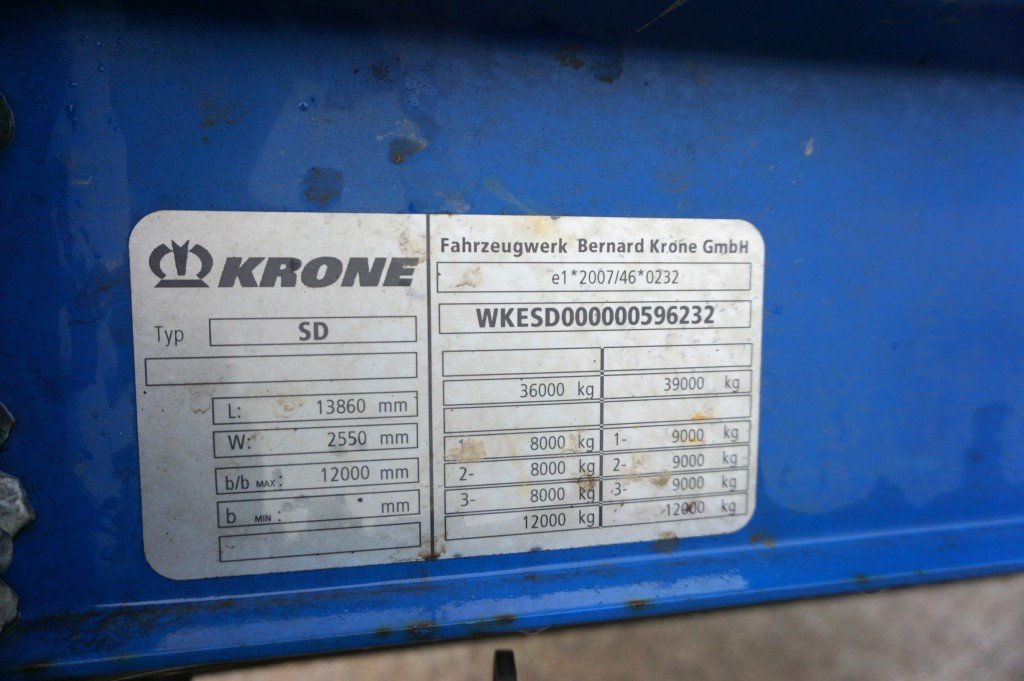 KRONE
Typ SD
L: 13860 mm
W: 2550 mm
b/b MAX: 12000 mm
b MIN: mm
Fahrzeugwerk Bernard Krone GmbH
e1*2007/46*0232
WKESD000000596232
36000 kg 39000 kg
1- 8000 kg 1- 9000 kg
2- 8000 kg 2- 9000 kg
3- 8000 kg 3- 9000 kg
12000 kg 12000 kg